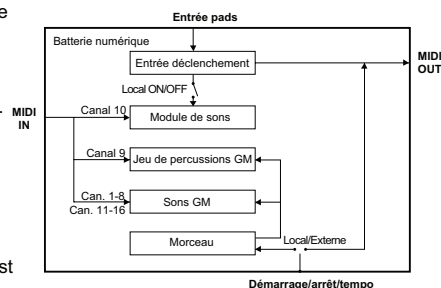 e
Entrée pads
Batterie numérique
Entrée déclenchement
MIDI
OUT
Local ON/OFF
MIDI
IN
Canal 10
Module de sons
Canal 9
Jeu de percussions GM
Can. 1-8
Can. 11-16
Sons GM
Morceau
Local/Externe
st
Démarrage/arrêt/tempo